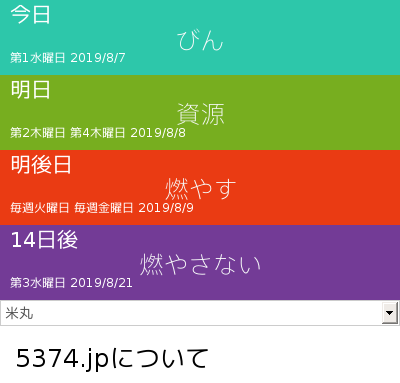 今日
びん
第1水曜日 2019/8/7
明日
資源
第2木曜日 第4木曜日 2019/8/8
明後日
燃やす
毎週火曜日 毎週金曜日 2019/8/9
14日後
燃やさない
第3水曜日 2019/8/21
米丸
5374.jpについて